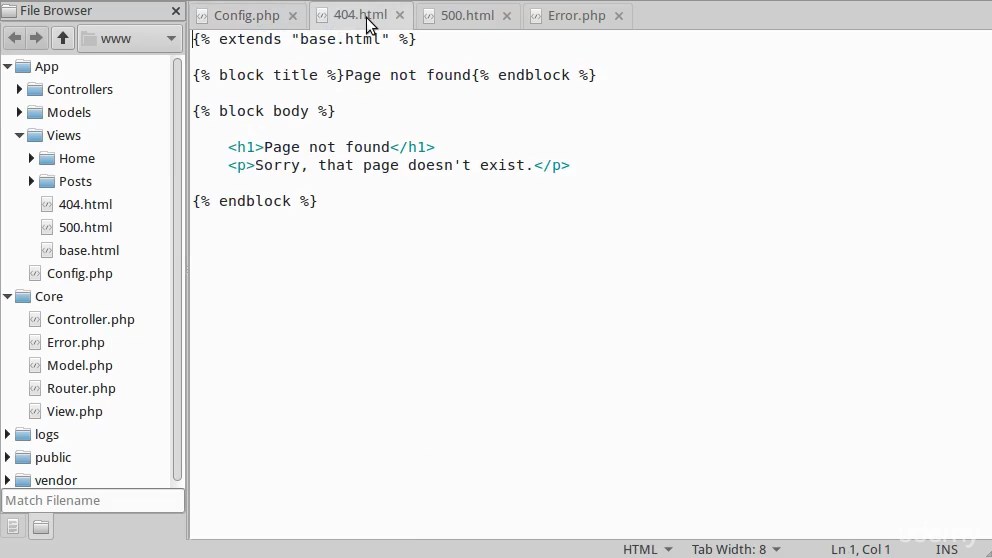 File Browser
www
App
Controllers
Models
Views
Home
Posts
404.html
500.html
base.html
Config.php
Core
Controller.php
Error.php
Model.php
Router.php
View.php
logs
public
vendor
Match Filename
Config.php
404.html
500.html
Error.php
{% extends "base.html" %}
{% block title %}Page not found{% endblock %}
{% block body %}
<h1>Page not found</h1>
<p>Sorry, that page doesn't exist.</p>
{% endblock %}
udemy
HTML
Tab Width: 8
Ln 1, Col 1
INS